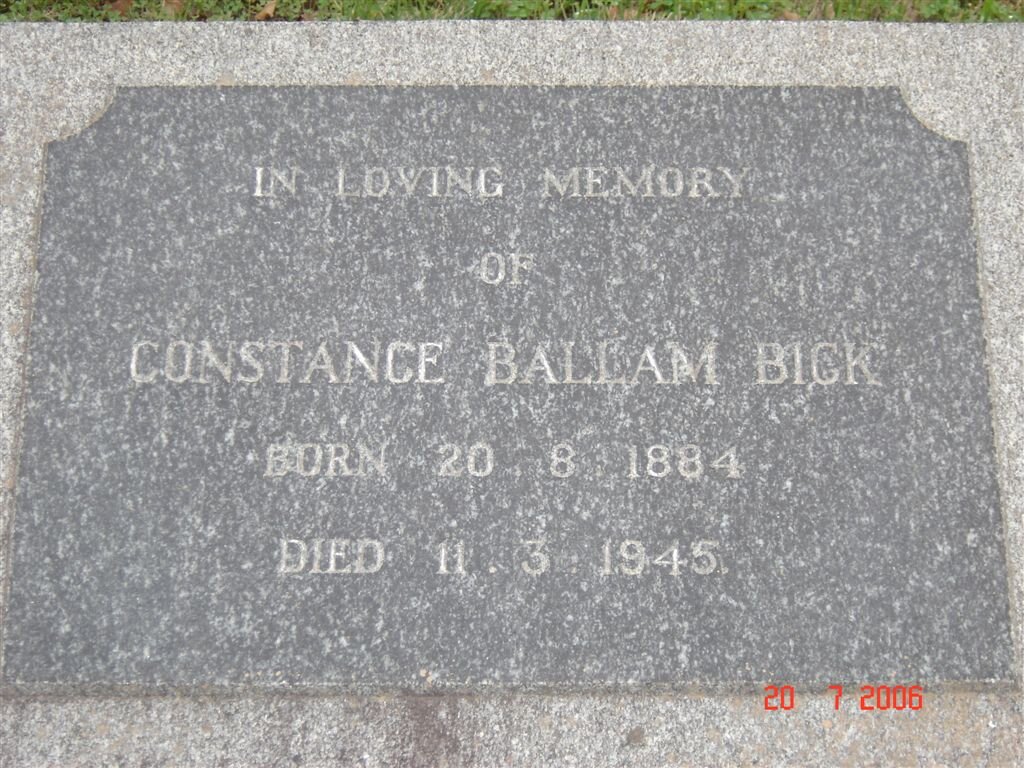 IN LOVING MEMORY
OF
CONSTANCE BALLAM BICK
BORN 20.8.1884
DIED 11.3.1945.
20 7 2006